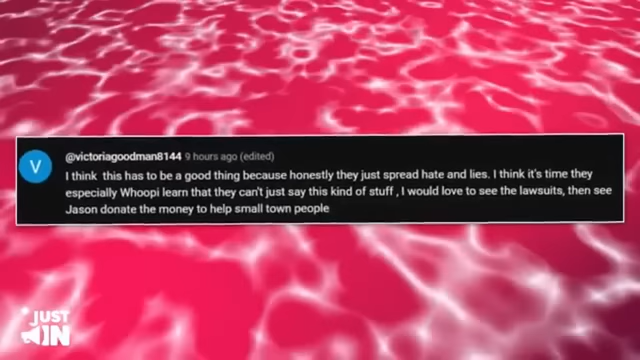 @victoriagoodman8144 9 hours ago (edited)
I think this has to be a good thing because honestly they just spread hate and lies. I think it's time they
especially Whoopi learn that they can't just say this kind of stuff , I would love to see the lawsuits, then see
Jason donate the money to help small town people
V
JUST
IN